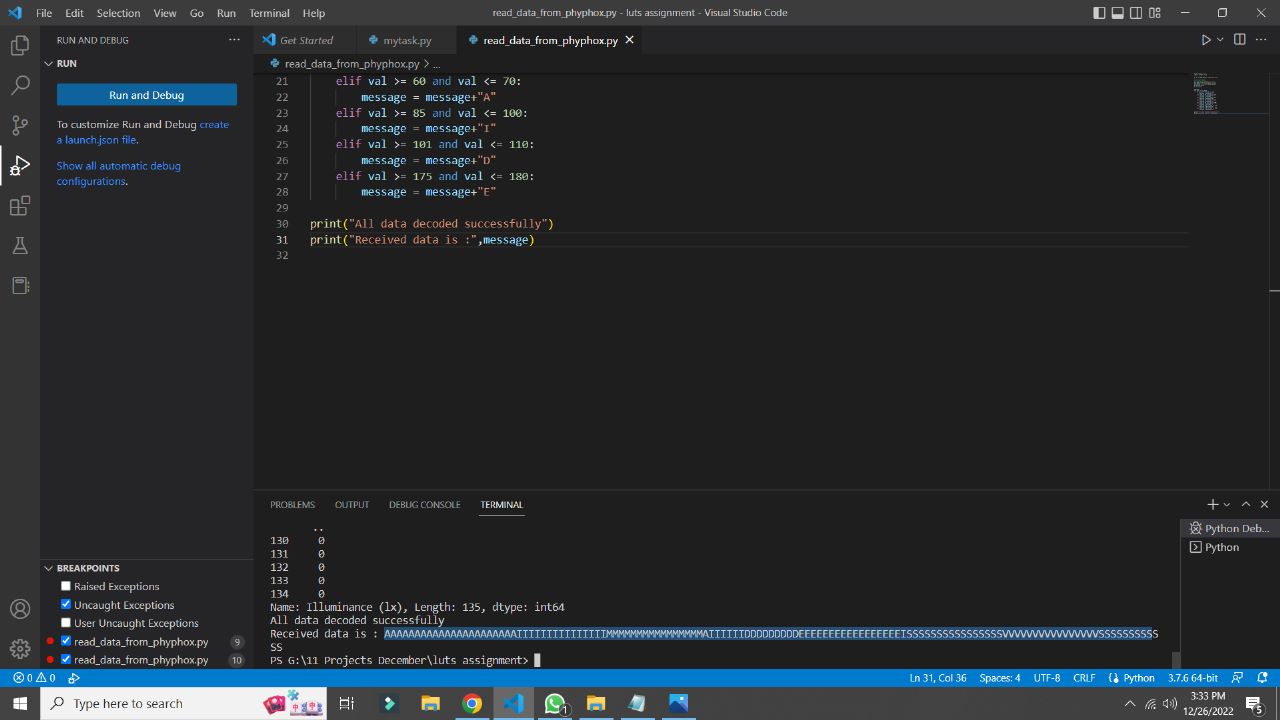 File Edit Selection View Go Run Terminal Help
read_data_from_phyphox.py - luts assignment - Visual Studio Code
RUN AND DEBUG ...
RUN
Run and Debug
To customize Run and Debug create
a launch.json file.
Show all automatic debug
configurations.
Get Started mytask.py read_data_from_phyphox.py
read_data_from_phyphox.py > ...
21 elif val >= 60 and val <= 70:
22 message = message+"A"
23 elif val >= 85 and val <= 100:
24 message = message+"I"
25 elif val >= 101 and val <= 110:
26 message = message+"D"
27 elif val >= 175 and val <= 180:
28 message = message+"E"
29
30 print("All data decoded successfully")
31 print("Received data is :",message)
32
PROBLEMS OUTPUT DEBUG CONSOLE TERMINAL
..
130 0
131 0
132 0
133 0
134 0
Name: Illuminance (lx), Length: 135, dtype: int64
All data decoded successfully
Received data is :
SS
PS G:\11 Projects December\luts assignment>
Python Deb...
Python
BREAKPOINTS
Raised Exceptions
Uncaught Exceptions
User Uncaught Exceptions
read_data_from_phyphox.py 9
read_data_from_phyphox.py 10
0 0
Ln 31, Col 36 Spaces: 4 UTF-8 CRLF Python 3.7.6 64-bit
Type here to search
1
3:33 PM
12/26/2022
5